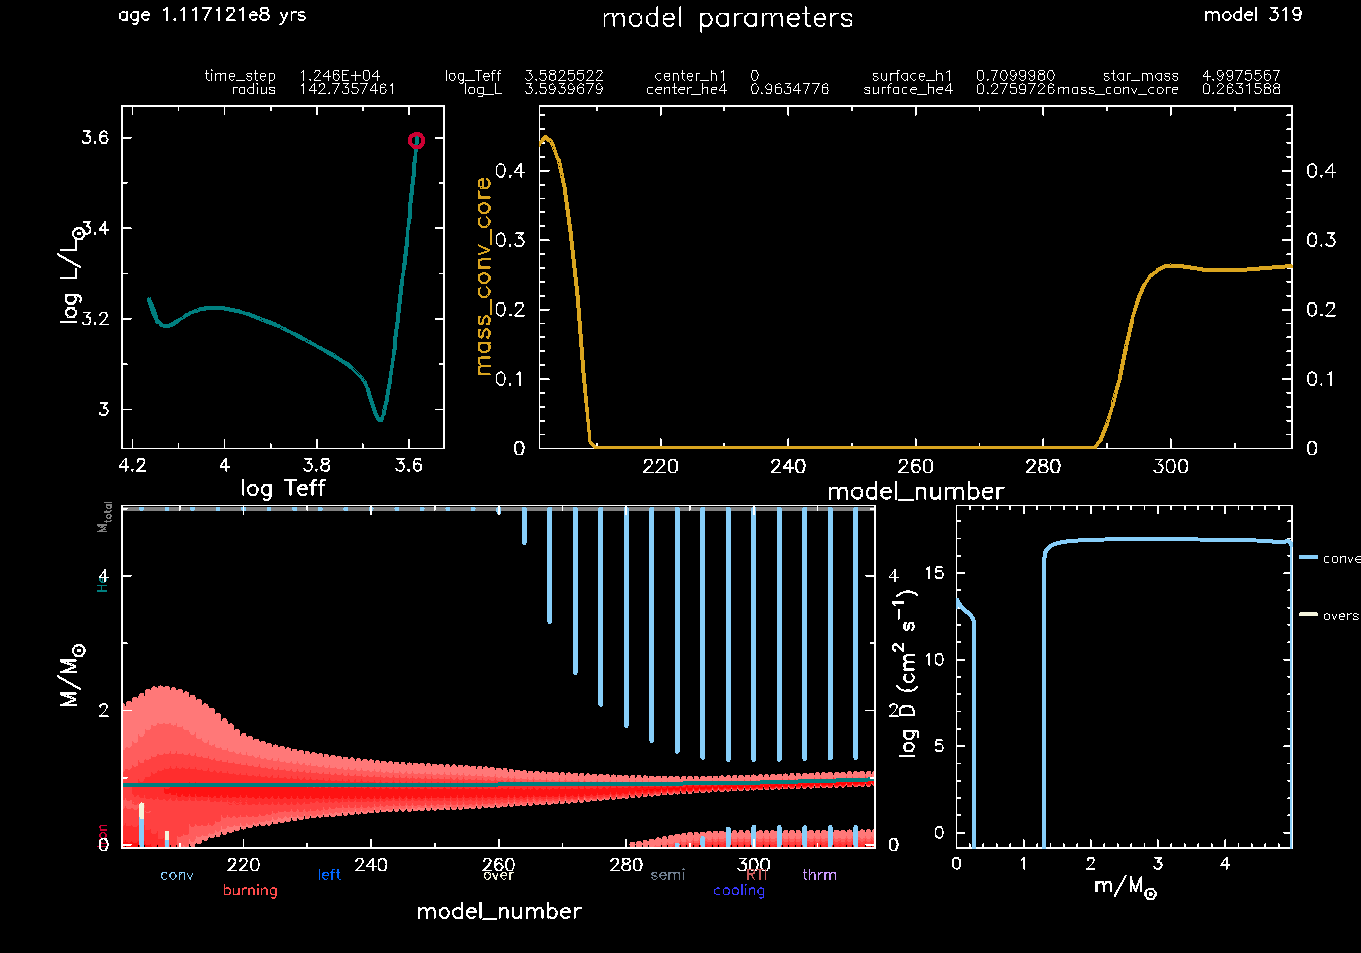 age 1.117121e8 yrs model parameters model 319
time_step 1.246E+04 log_Teff 3.5825522 center_h1 0 surface_h1 0.7099980 star_mass 4.9975567
radius 142.7357461 log_L 3.5939679 center_he4 0.9634776 surface_he4 0.2759726 mass_conv_core 0.2631588
log L/L☉
3.6
3.4
3.2
3
4.2 4 3.8 3.6
log Teff
mass_conv_core
0.4 0.4
0.3 0.3
0.2 0.2
0.1 0.1
0 0
220 240 260 280 300
model_number
M/M☉
Mtotal
He
4 4
2 2
0 0
220 240 260 280 300
conv left over semi RTI thrm
burning cooling
model_number
log D (cm² s⁻¹)
15
10
5
0
0 1 2 3 4
m/M☉
conve
overs